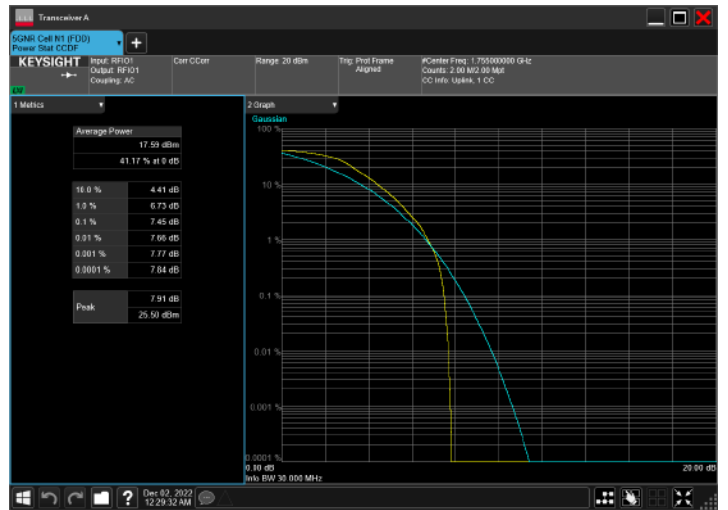 Transceiver A
5GNR Cell N1 (FDD)
Power Stat CCDF
KEYSIGHT
Input: RFIO1
Output: RFIO1
Coupling: AC
Corr CCorr
Range: 20 dBm
Trig: Prot Frame
Aligned
#Center Freq: 1.755000000 GHz
Counts: 2.00 M/2.00 Mpt
CC Info: Uplink, 1 CC
1 Metrics
Average Power
17.59 dBm
41.17 % at 0 dB
10.0 % 4.41 dB
1.0 % 6.73 dB
0.1 % 7.45 dB
0.01 % 7.66 dB
0.001 % 7.77 dB
0.0001 % 7.84 dB
Peak
7.91 dB
25.50 dBm
2 Graph
Gaussian
100 %
10 %
1 %
0.1 %
0.01 %
0.001 %
0.0001 %
0.00 dB
20.00 dB
Info BW 30.000 MHz
?
Dec 02, 2022
12:29:32 AM